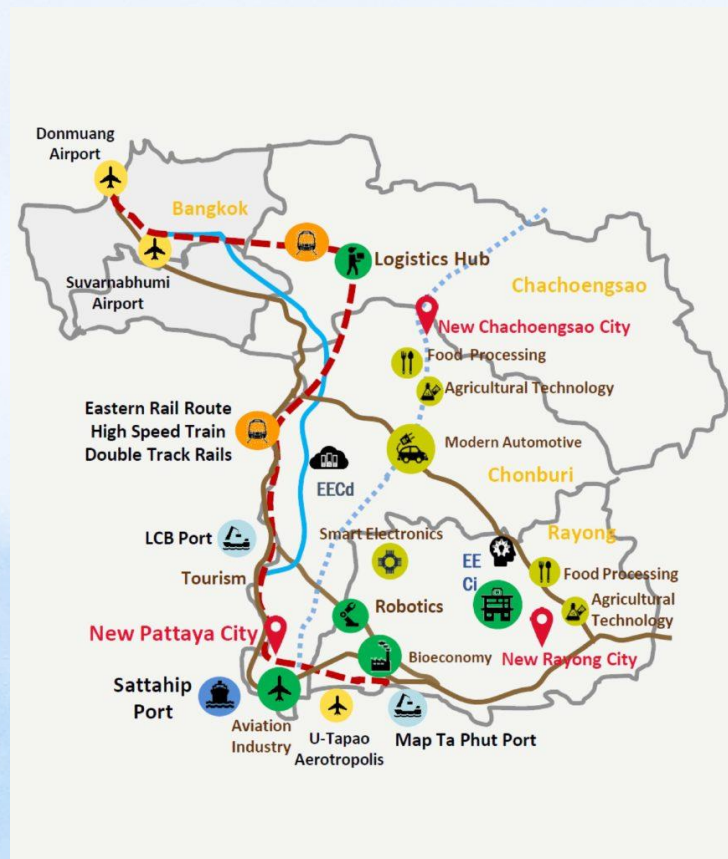 Donmuang
Airport
Bangkok
Suvarnabhumi
Airport
Logistics Hub
Chachoengsao
New Chachoengsao City
Food Processing
Agricultural Technology
Eastern Rail Route
High Speed Train
Double Track Rails
Modern Automotive
EECd
Chonburi
LCB Port
Smart Electronics
Rayong
EE
Ci
Tourism
Food Processing
Robotics
Agricultural
Technology
New Pattaya City
Bioeconomy
New Rayong City
Sattahip
Port
Aviation
Industry
U-Tapao
Aerotropolis
Map Ta Phut Port